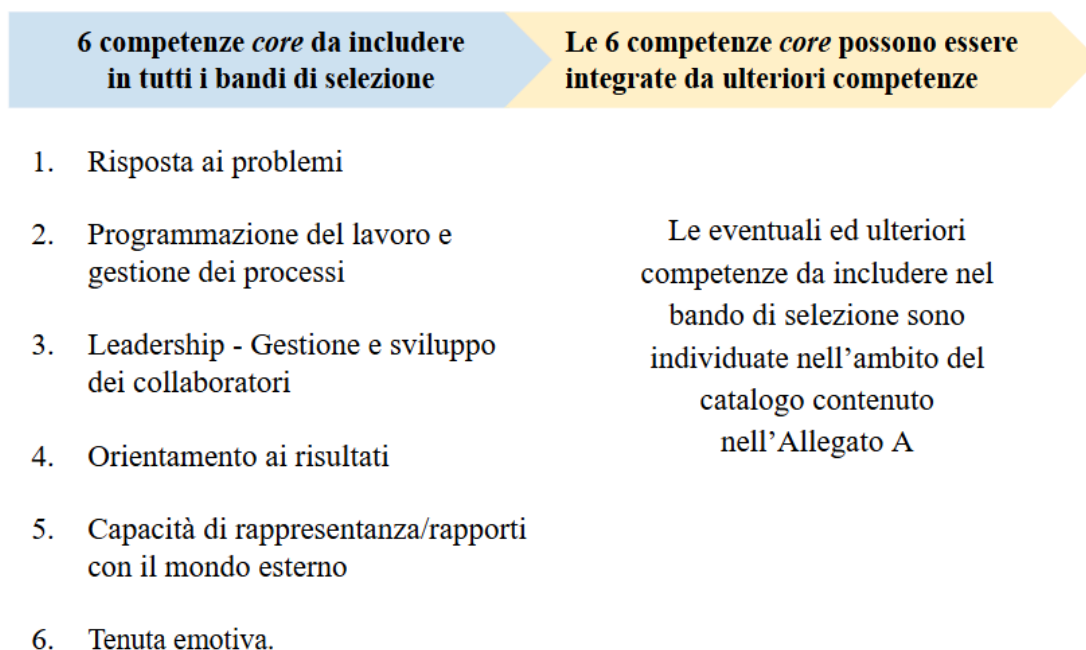 6 competenze core da includere
in tutti i bandi di selezione
Le 6 competenze core possono essere
integrate da ulteriori competenze
1. Risposta ai problemi
2. Programmazione del lavoro e
gestione dei processi
3. Leadership - Gestione e sviluppo
dei collaboratori
4. Orientamento ai risultati
5. Capacità di rappresentanza/rapporti
con il mondo esterno
6. Tenuta emotiva.
Le eventuali ed ulteriori
competenze da includere nel
bando di selezione sono
individuate nell’ambito del
catalogo contenuto
nell’Allegato A